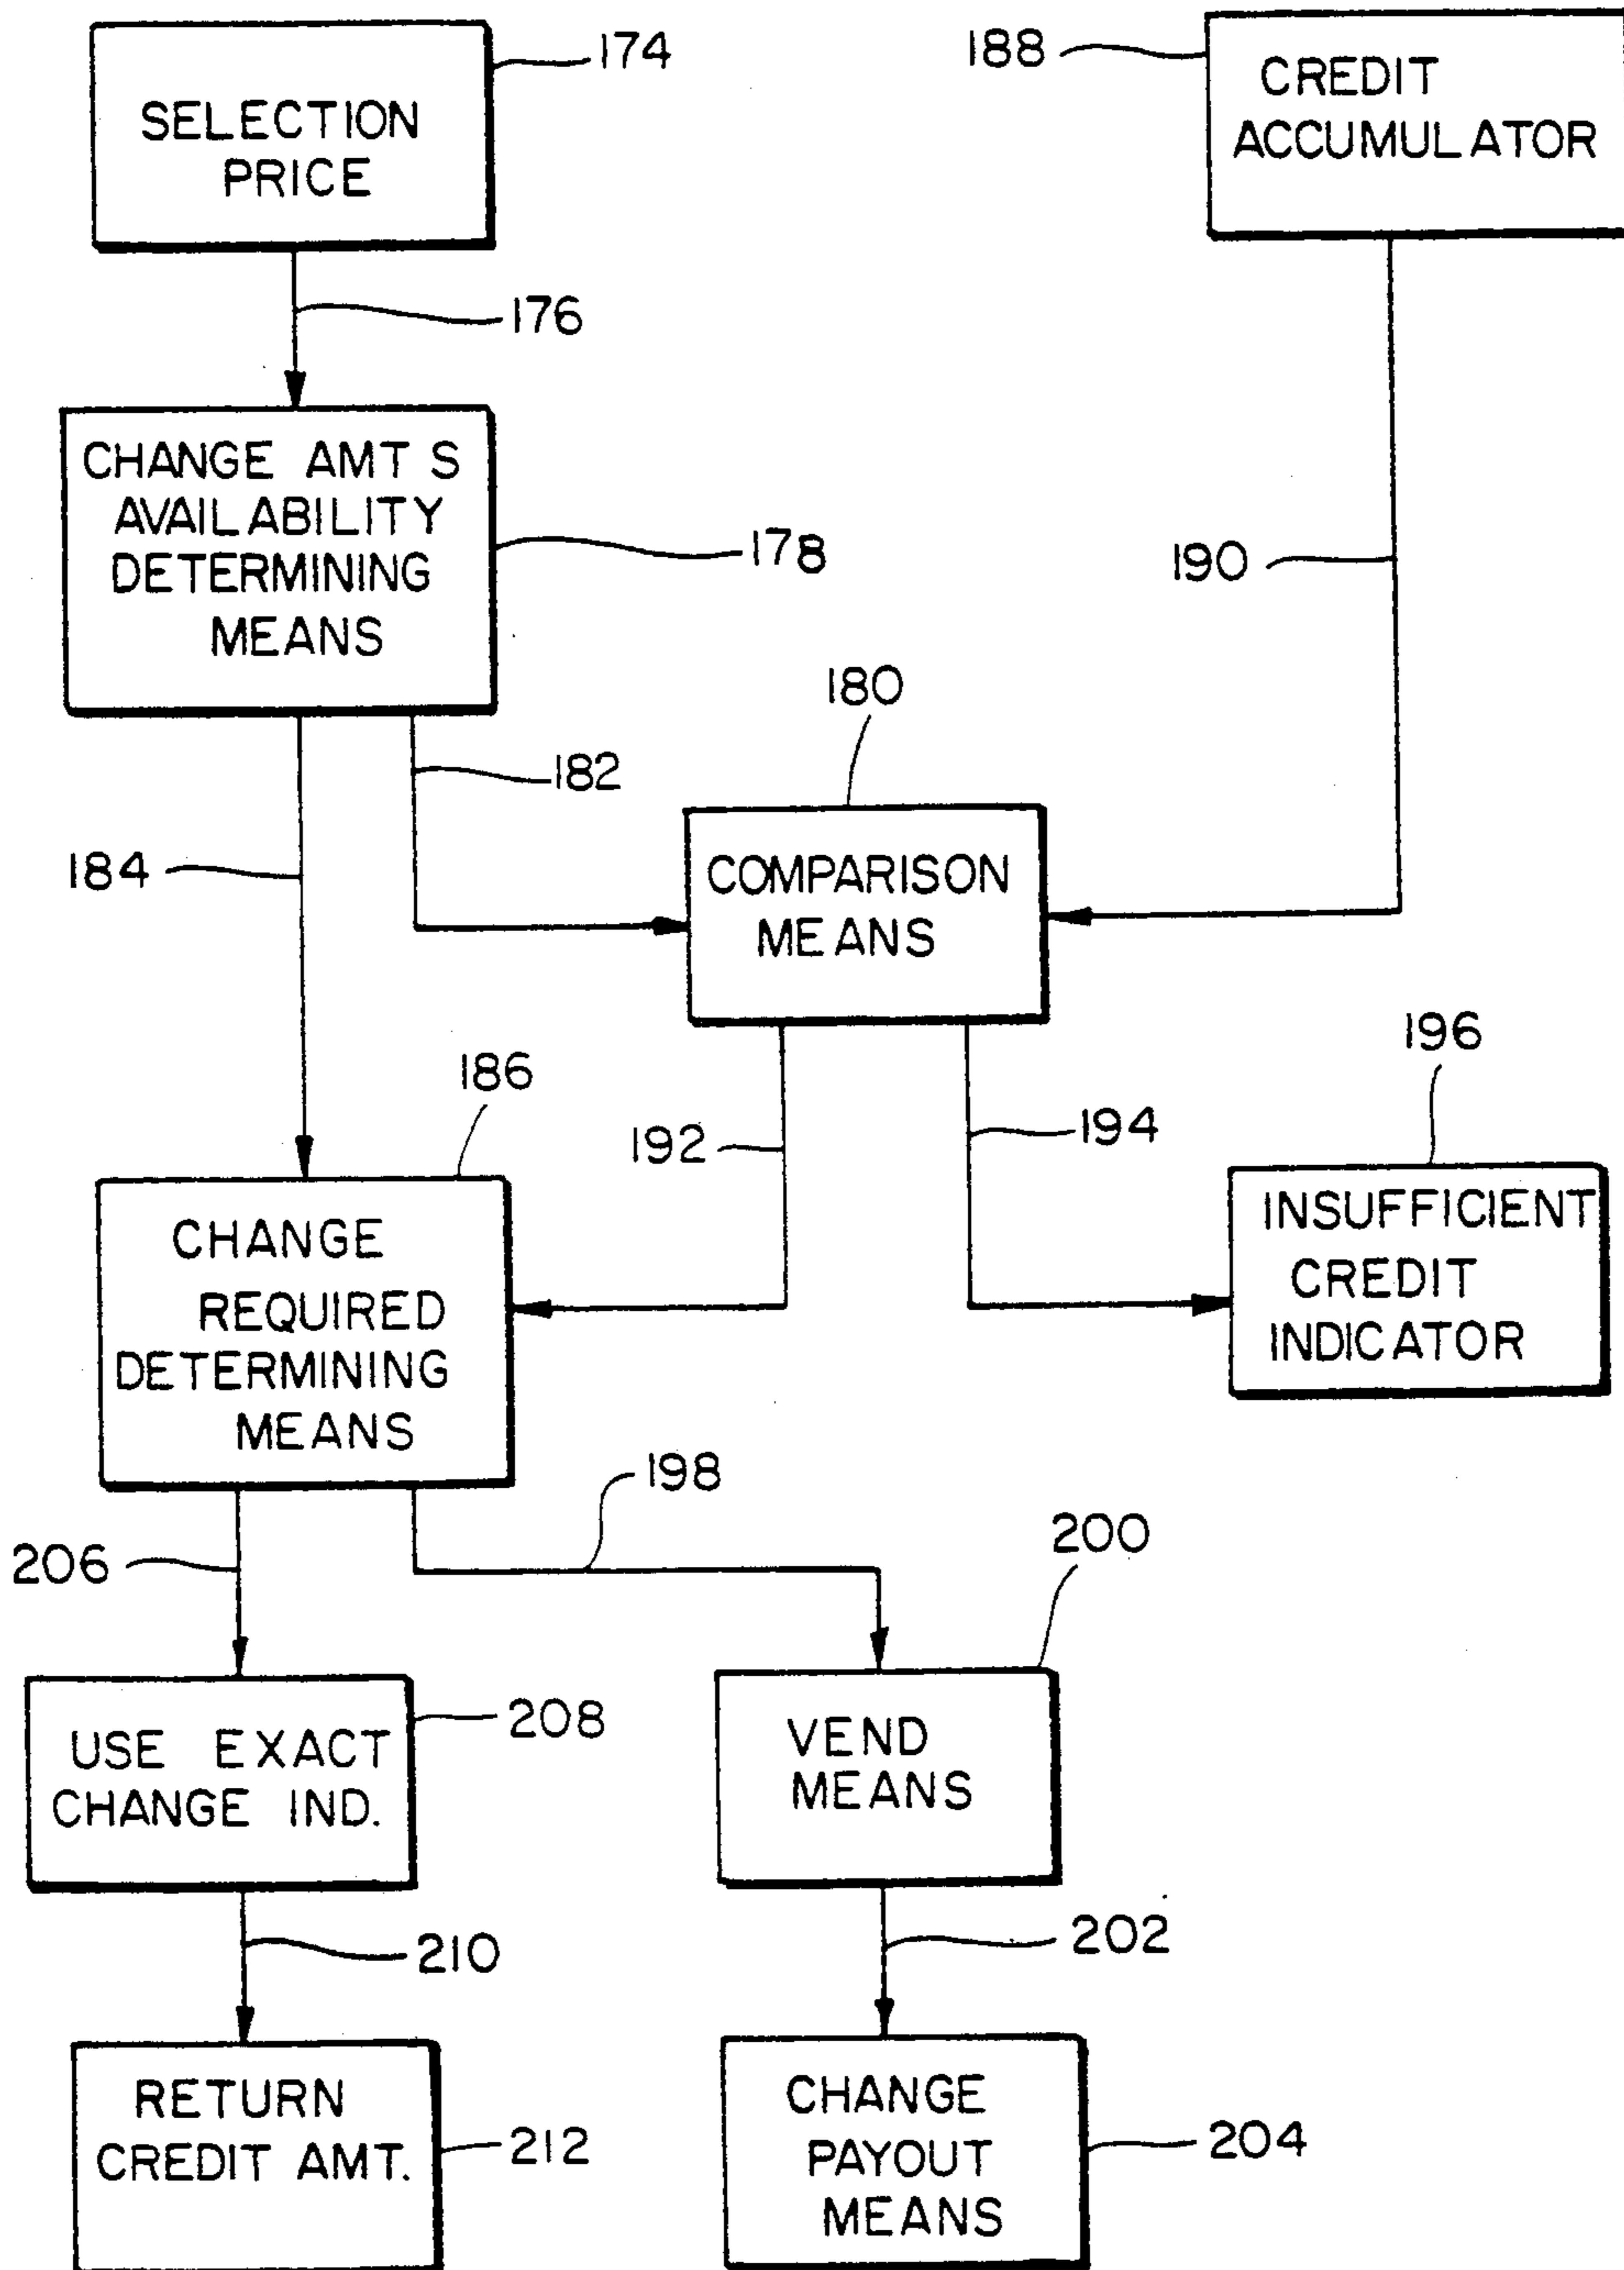 174
SELECTION
PRICE
188
CREDIT
ACCUMULATOR
176
CHANGE AMT S
AVAILABILITY
DETERMINING
MEANS
178
190
180
182
184
COMPARISON
MEANS
186
192
194
196
CHANGE
REQUIRED
DETERMINING
MEANS
INSUFFICIENT
CREDIT
INDICATOR
198
206
200
USE EXACT
CHANGE IND.
208
VEND
MEANS
210
202
RETURN
CREDIT AMT.
212
CHANGE
PAYOUT
MEANS
204